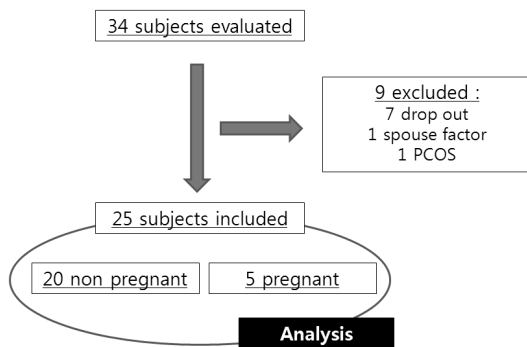 34 subjects evaluated
9 excluded :
7 drop out
1 spouse factor
1 PCOS
25 subjects included
20 non pregnant
5 pregnant
Analysis